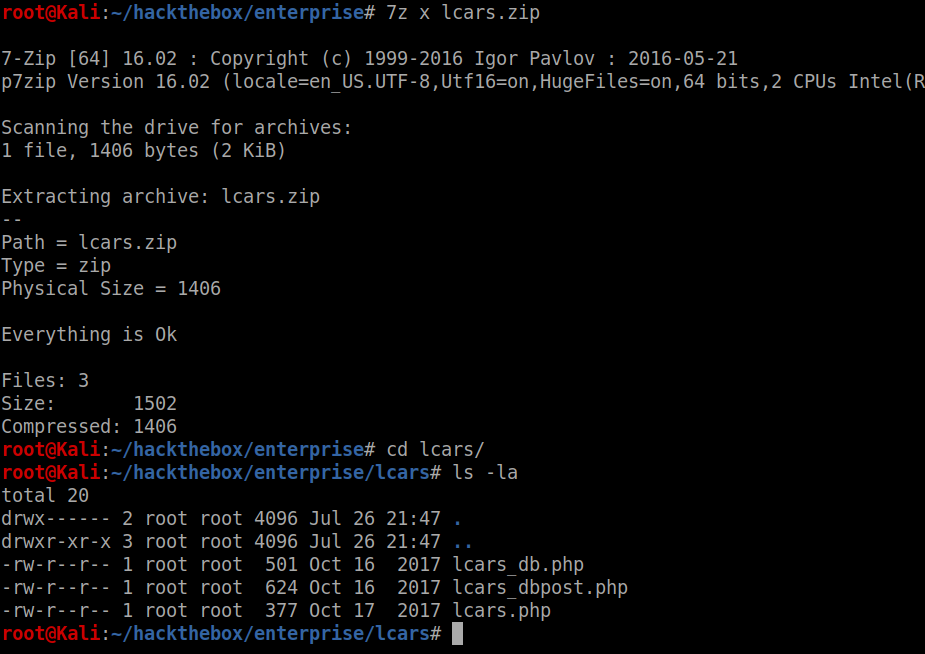 root@Kali:~/hackthebox/enterprise# 7z x lcars.zip
7-Zip [64] 16.02 : Copyright (c) 1999-2016 Igor Pavlov : 2016-05-21
p7zip Version 16.02 (locale=en_US.UTF-8,Utf16=on,HugeFiles=on,64 bits,2 CPUs Intel(R
Scanning the drive for archives:
1 file, 1406 bytes (2 KiB)
Extracting archive: lcars.zip
--
Path = lcars.zip
Type = zip
Physical Size = 1406
Everything is Ok
Files: 3
Size:       1502
Compressed: 1406
root@Kali:~/hackthebox/enterprise# cd lcars/
root@Kali:~/hackthebox/enterprise/lcars# ls -la
total 20
drwx------ 2 root root 4096 Jul 26 21:47 .
drwxr-xr-x 3 root root 4096 Jul 26 21:47 ..
-rw-r--r-- 1 root root  501 Oct 16  2017 lcars_db.php
-rw-r--r-- 1 root root  624 Oct 16  2017 lcars_dbpost.php
-rw-r--r-- 1 root root  377 Oct 17  2017 lcars.php
root@Kali:~/hackthebox/enterprise/lcars#